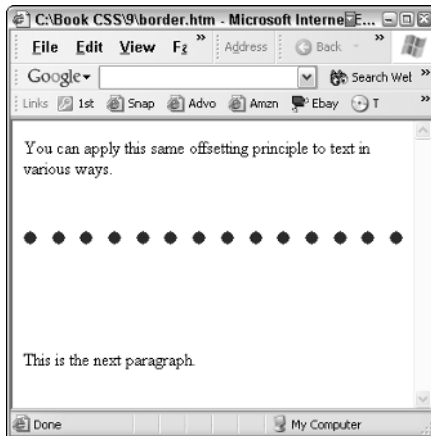 C:\Book CSS\9\border.htm - Microsoft Interne E...
File Edit View F »
Address Back »
Google Search Wel »
Links 1st Snap Advo Amzn Ebay T »
You can apply this same offsetting principle to text in
various ways.
This is the next paragraph.
Done My Computer